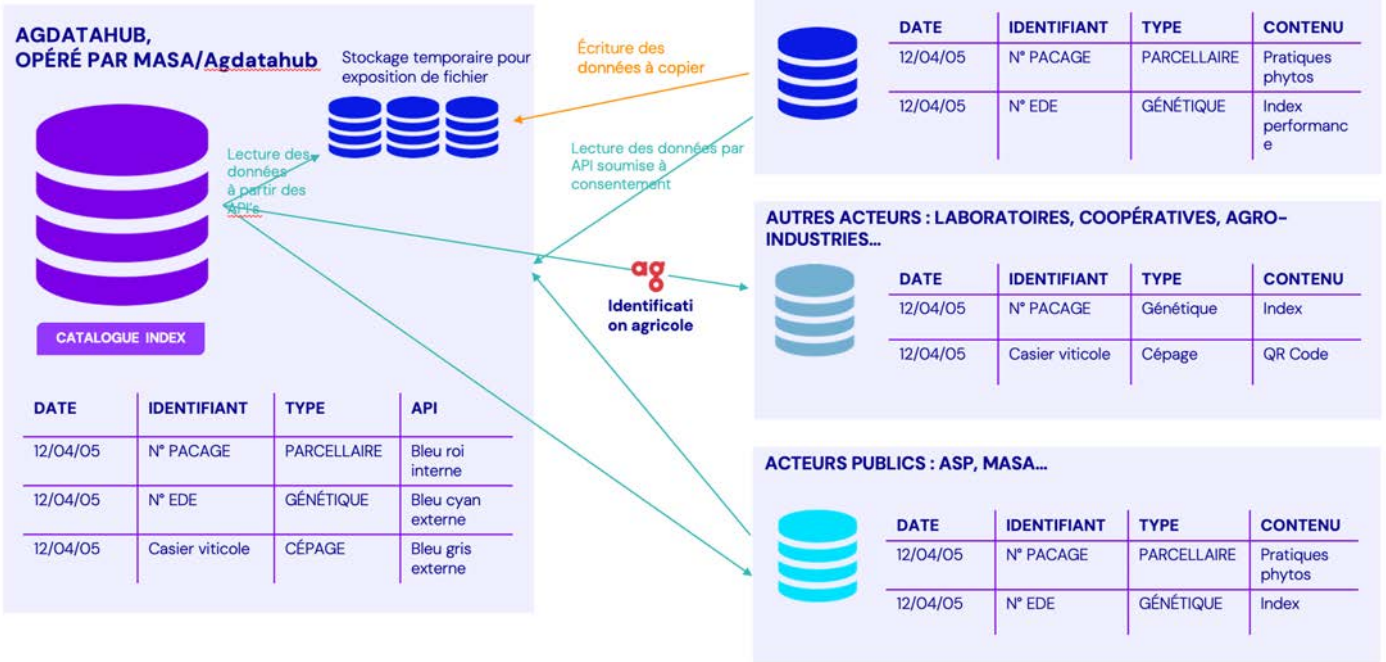 AGDATAHUB,
OPÉRÉ PAR MASA/Agdatahub
Stockage temporaire pour
exposition de fichier
Lecture des
données
à partir des
API's
CATALOGUE INDEX
DATE IDENTIFIANT TYPE API
12/04/05 N° PACAGE PARCELLAIRE Bleu roi
interne
12/04/05 N° EDE GÉNÉTIQUE Bleu cyan
externe
12/04/05 Casier viticole CÉPAGE Bleu gris
externe
Écriture des
données à copier
Lecture des données par
API soumise à
consentement
ag
Identificati
on agricole
DATE IDENTIFIANT TYPE CONTENU
12/04/05 N° PACAGE PARCELLAIRE Pratiques
phytos
12/04/05 N° EDE GÉNÉTIQUE Index
performanc
e
AUTRES ACTEURS : LABORATOIRES, COOPÉRATIVES, AGRO-
INDUSTRIES…
DATE IDENTIFIANT TYPE CONTENU
12/04/05 N° PACAGE Génétique Index
12/04/05 Casier viticole Cépage QR Code
ACTEURS PUBLICS : ASP, MASA…
DATE IDENTIFIANT TYPE CONTENU
12/04/05 N° PACAGE PARCELLAIRE Pratiques
phytos
12/04/05 N° EDE GÉNÉTIQUE Index